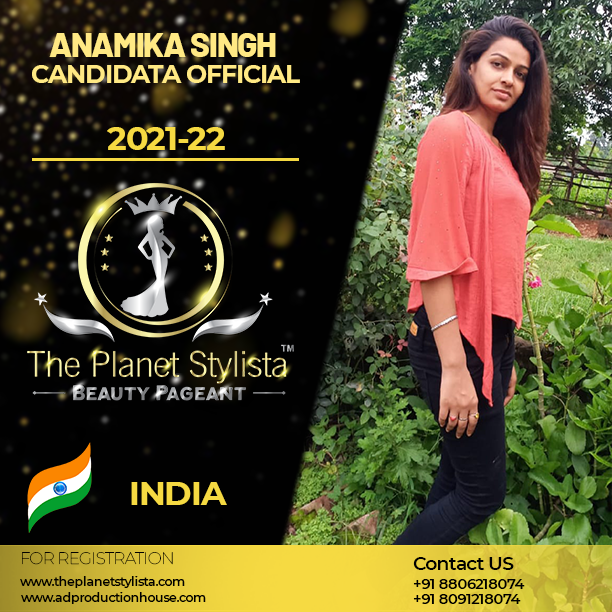 ANAMIKA SINGH
CANDIDATA OFFICIAL
2021-22
The Planet Stylista™
BEAUTY PAGEANT
INDIA
FOR REGISTRATION
www.theplanetstylista.com
www.adproductionhouse.com
Contact US
+91 8806218074
+91 8091218074